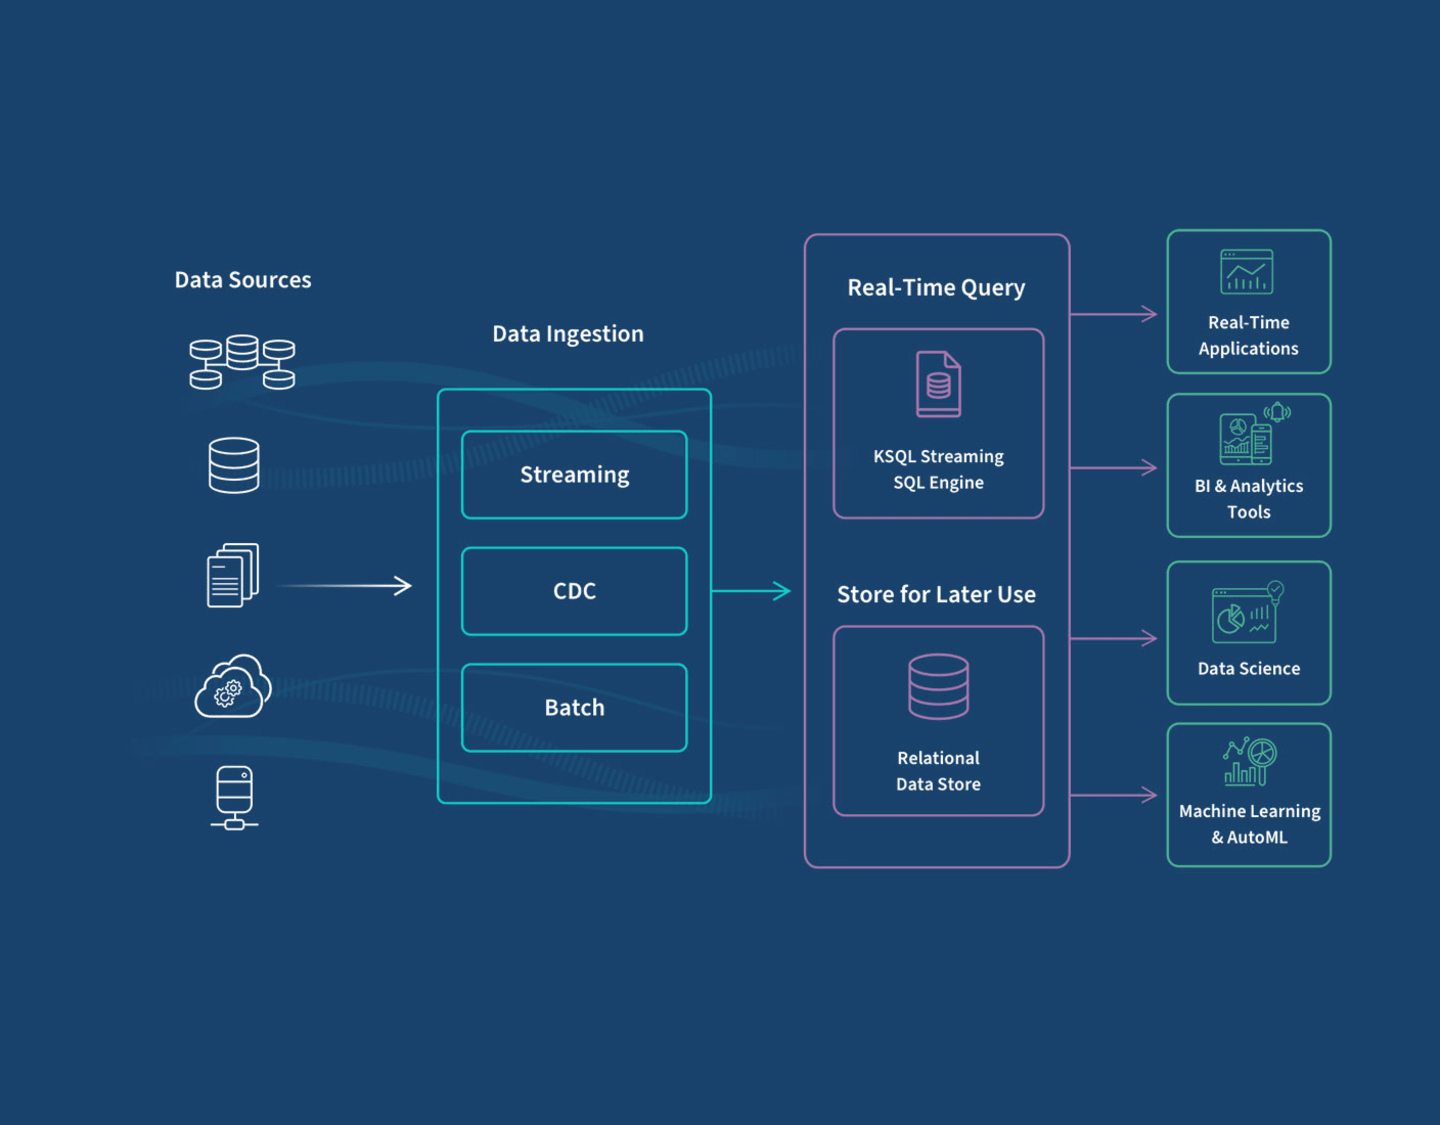 Data Sources
Data Ingestion
Streaming
CDC
Batch
Real-Time Query
KSQL Streaming
SQL Engine
Store for Later Use
Relational
Data Store
Real-Time
Applications
BI & Analytics
Tools
Data Science
Machine Learning
& AutoML